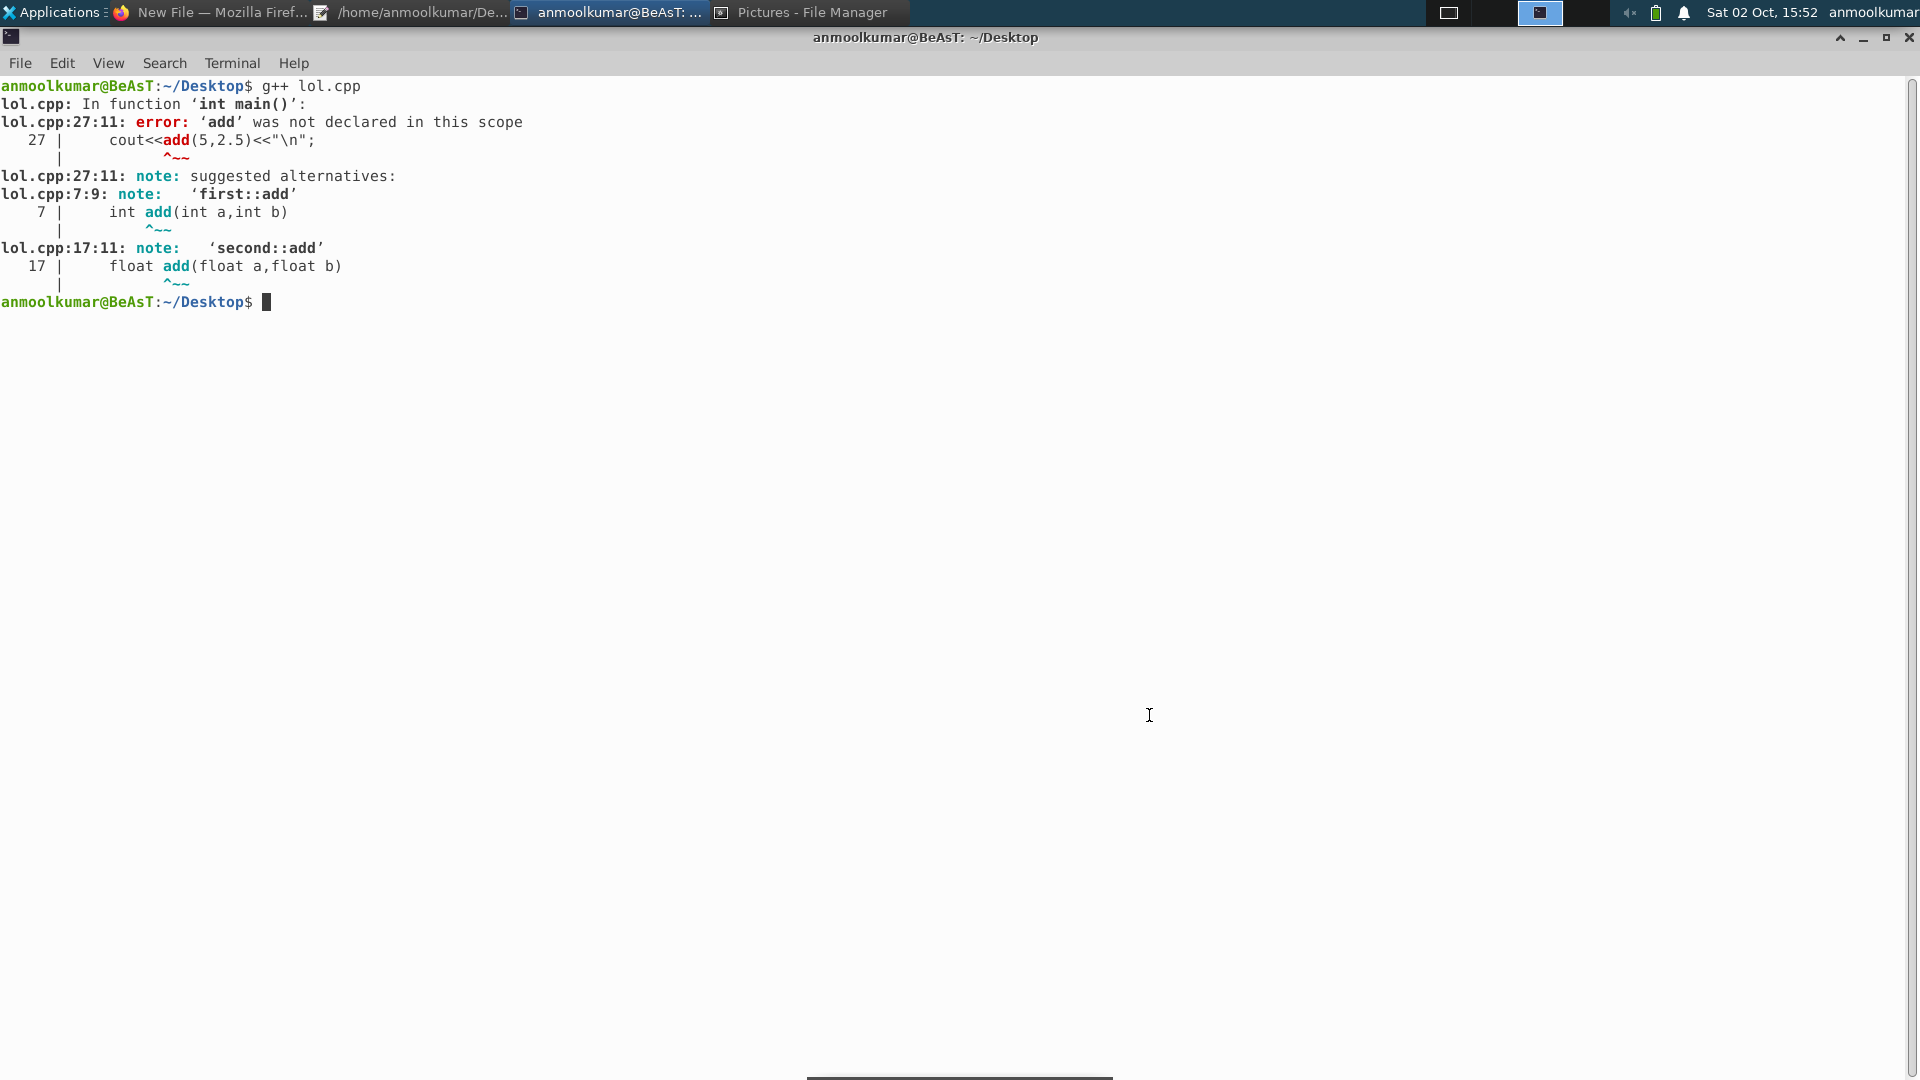 Applications New File — Mozilla Firef... /home/anmoolkumar/De... anmoolkumar@BeAsT: ... Pictures - File Manager Sat 02 Oct, 15:52 anmoolkumar
anmoolkumar@BeAsT: ~/Desktop
File Edit View Search Terminal Help
anmoolkumar@BeAsT:~/Desktop$ g++ lol.cpp
lol.cpp: In function ‘int main()’:
lol.cpp:27:11: error: ‘add’ was not declared in this scope
   27 |     cout<<add(5,2.5)<<"\n";
      |           ^~~
lol.cpp:27:11: note: suggested alternatives:
lol.cpp:7:9: note:   ‘first::add’
    7 |     int add(int a,int b)
      |         ^~~
lol.cpp:17:11: note:   ‘second::add’
   17 |     float add(float a,float b)
      |           ^~~
anmoolkumar@BeAsT:~/Desktop$